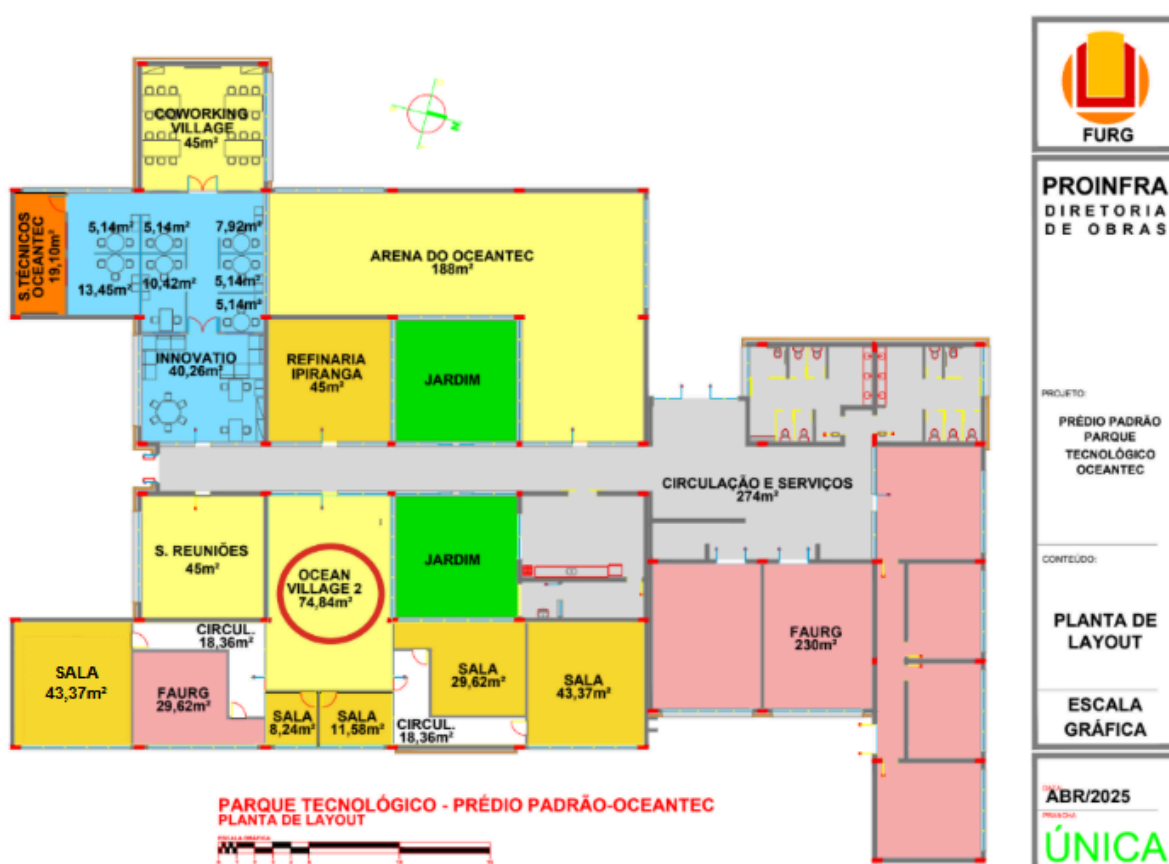 COWORKING
VILLAGE
45m²
S.TÉCNICOS
OCEANTEC
19,10m²
5,14m²
5,14m²
7,92m²
13,45m²
10,42m²
5,14m²
5,14m²
ARENA DO OCEANTEC
188m²
INNOVATIO
40,26m²
REFINARIA
IPIRANGA
45m²
JARDIM
CIRCULAÇÃO E SERVIÇOS
274m²
S. REUNIÕES
45m²
OCEAN
VILLAGE 2
74,84m²
JARDIM
CIRCUL.
18,36m²
SALA
43,37m²
FAURG
29,62m²
SALA
8,24m²
SALA
11,58m²
CIRCUL.
18,36m²
SALA
29,62m²
SALA
43,37m²
FAURG
230m²
PARQUE TECNOLÓGICO - PRÉDIO PADRÃO-OCEANTEC
PLANTA DE LAYOUT
ESCALA GRÁFICA
FURG
PROINFRA
DIRETORIA
DE OBRAS
PROJETO:
PRÉDIO PADRÃO
PARQUE
TECNOLÓGICO
OCEANTEC
CONTEÚDO:
PLANTA DE
LAYOUT
ESCALA
GRÁFICA
ABR/2025
PRANCHA
ÚNICA